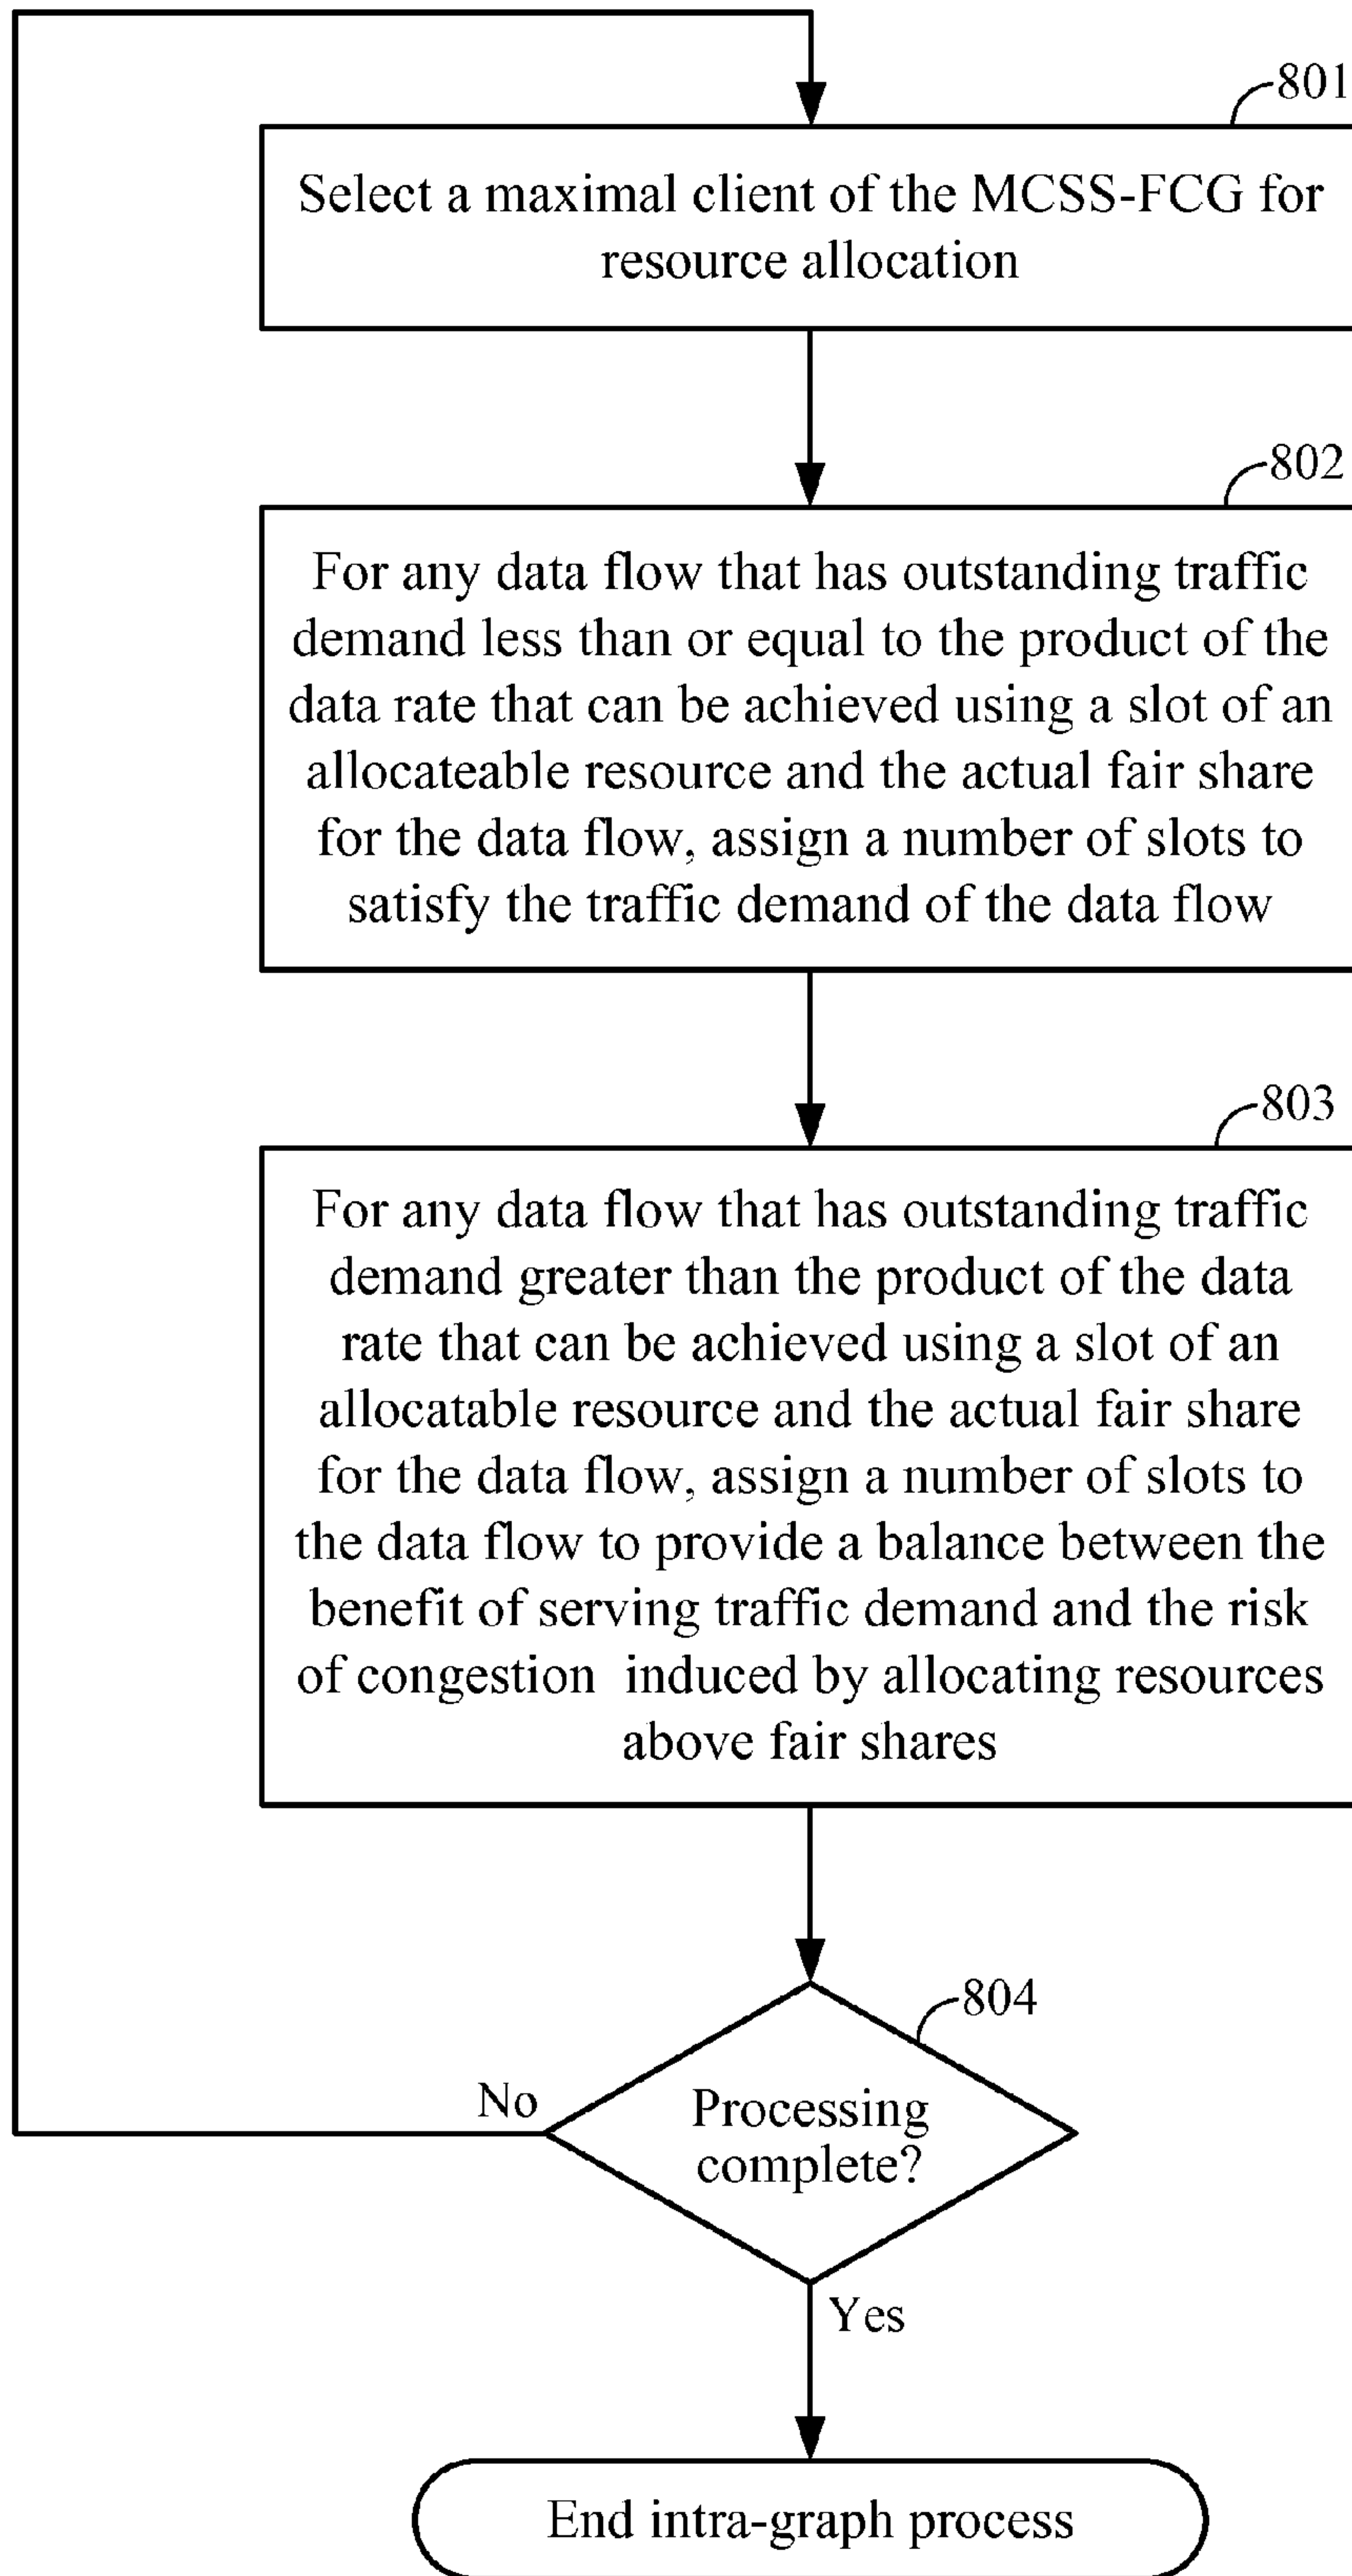 801
Select a maximal client of the MCSS-FCG for
resource allocation
802
For any data flow that has outstanding traffic
demand less than or equal to the product of the
data rate that can be achieved using a slot of an
allocateable resource and the actual fair share
for the data flow, assign a number of slots to
satisfy the traffic demand of the data flow
803
For any data flow that has outstanding traffic
demand greater than the product of the data
rate that can be achieved using a slot of an
allocatable resource and the actual fair share
for the data flow, assign a number of slots to
the data flow to provide a balance between the
benefit of serving traffic demand and the risk
of congestion induced by allocating resources
above fair shares
804
No
Processing
complete?
Yes
End intra-graph process